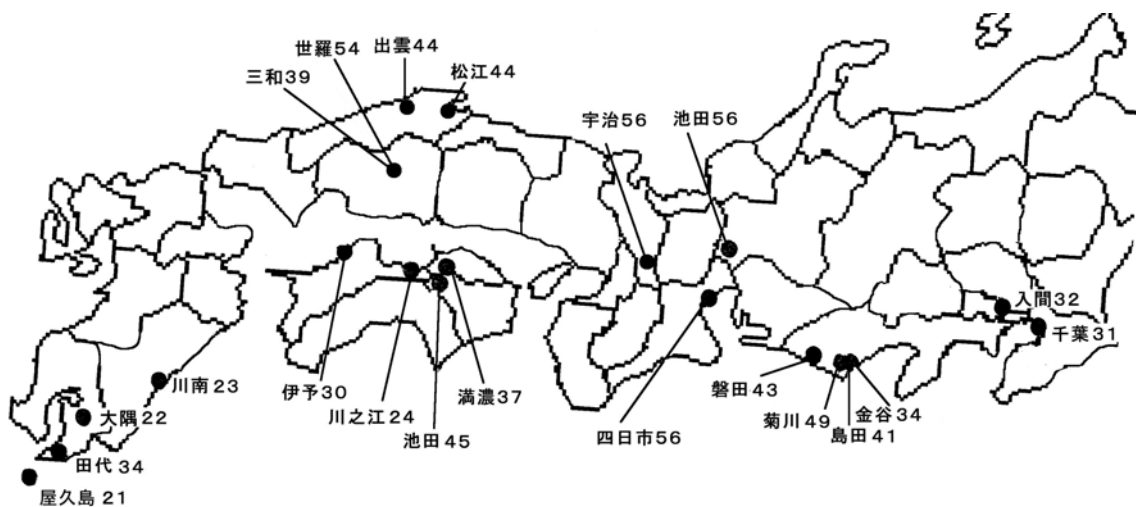 世羅54
出雲44
三和39
松江44
宇治56
池田56
入間32
千葉31
川南23
伊予30
満濃37
磐田43
金谷34
大隅22
川之江24
菊川49
池田45
四日市56
島田41
田代34
屋久島21